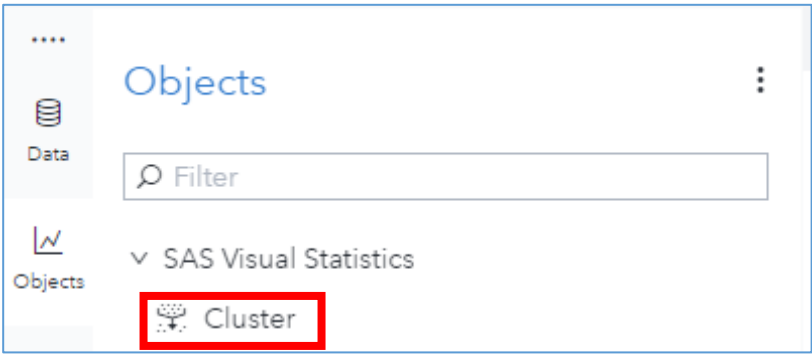 Objects
Data
Filter
Objects
SAS Visual Statistics
Cluster